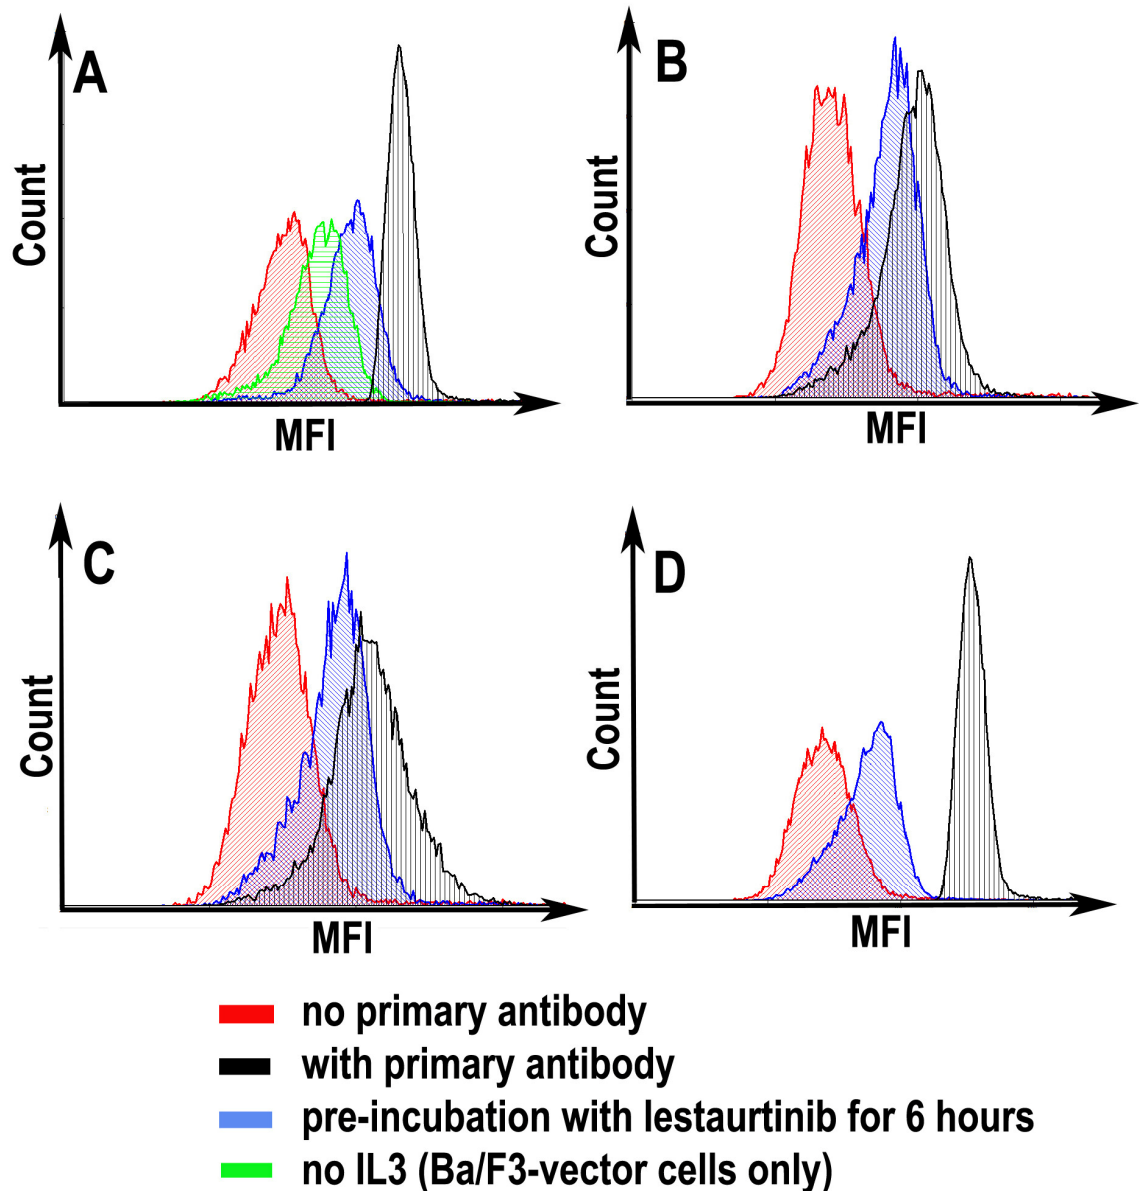 A
Count
MFI
B
Count
MFI
C
Count
MFI
D
Count
MFI
no primary antibody
with primary antibody
pre-incubation with lestaurtinib for 6 hours
no IL3 (Ba/F3-vector cells only)